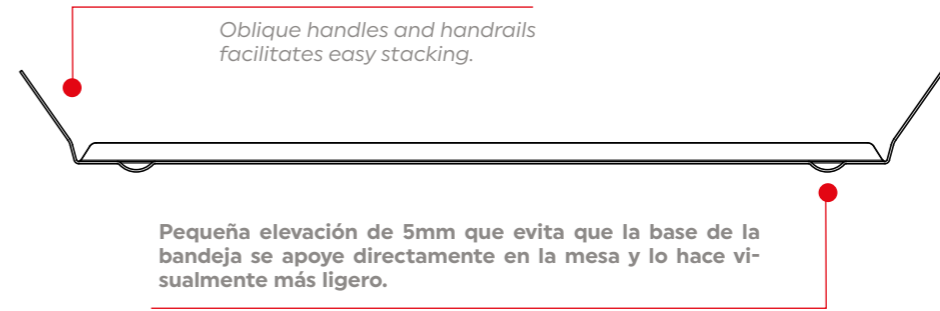 Oblique handles and handrails
facilitates easy stacking.
Pequeña elevación de 5mm que evita que la base de la
bandeja se apoye directamente en la mesa y lo hace vi-
sualmente más ligero.